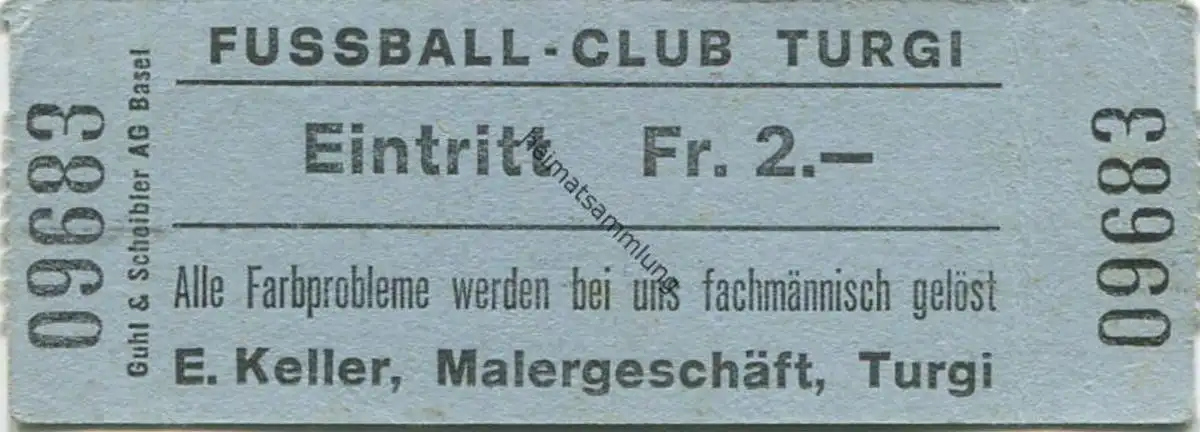 09683
Guhl & Scheibler AG Basel
FUSSBALL-CLUB TURGI
Eintritt Fr. 2.—
Alle Farbprobleme werden bei uns fachmännisch gelöst
E. Keller, Malergeschäft, Turgi
09683
heimatsammlung